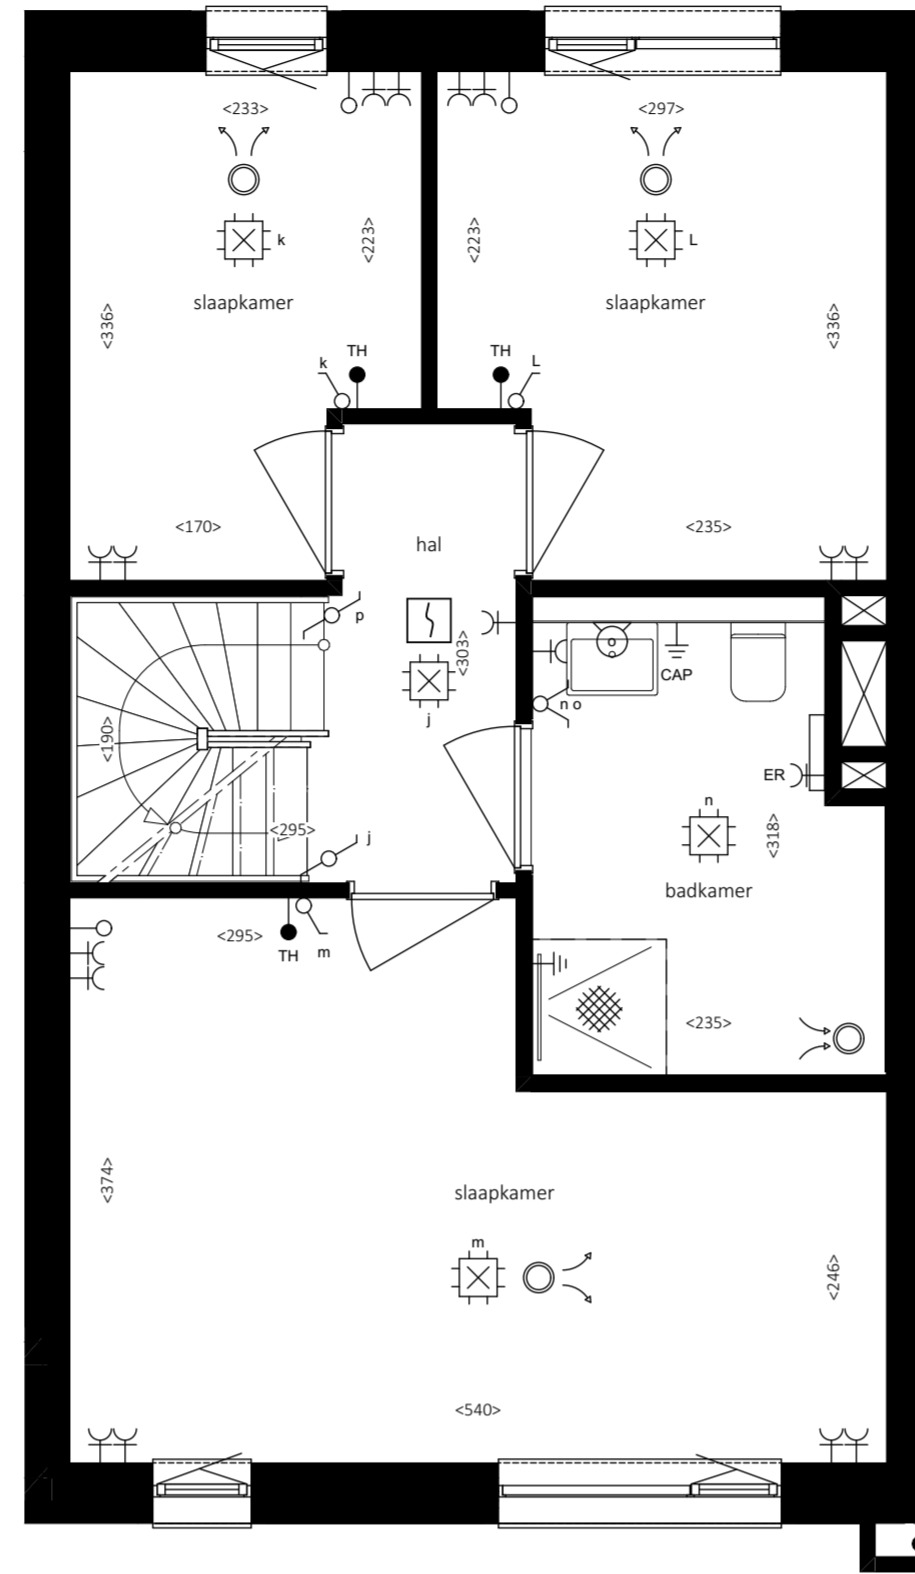 <233>
<297>
<223>
<223>
k
L
slaapkamer
slaapkamer
<336>
<336>
k
TH
TH
L
<170>
<235>
hal
p
<303>
j
CAP
n o
<190>
ER
n
<318>
<295>
j
badkamer
<295>
TH
m
<235>
<374>
slaapkamer
m
<246>
<540>